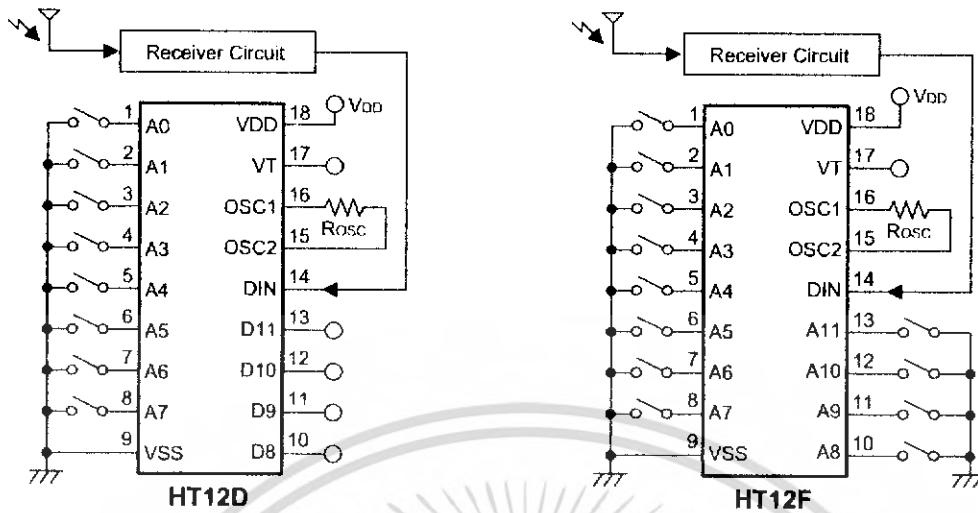 Receiver Circuit
1 A0 VDD 18 VDD
2 A1 VT 17
3 A2 OSC1 16
ROSC
4 A3 OSC2 15
5 A4 DIN 14
6 A5 D11 13
7 A6 D10 12
8 A7 D9 11
9 VSS D8 10
HT12D
Receiver Circuit
1 A0 VDD 18 VDD
2 A1 VT 17
3 A2 OSC1 16
ROSC
4 A3 OSC2 15
5 A4 DIN 14
6 A5 A11 13
7 A6 A10 12
8 A7 A9 11
9 VSS A8 10
HT12F